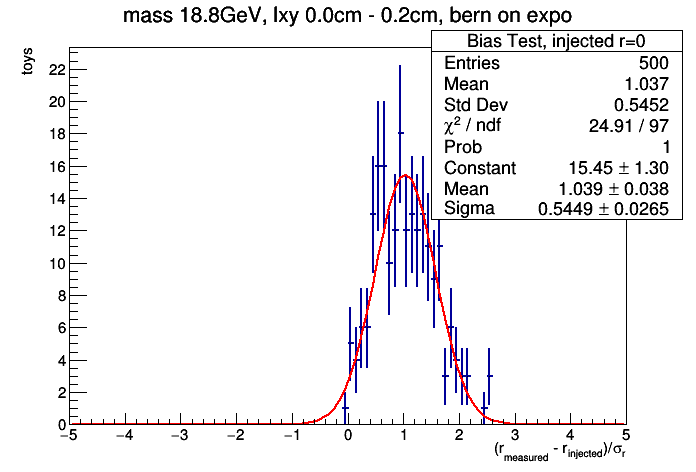 mass 18.8GeV, lxy 0.0cm - 0.2cm, bern on expo
toys
Bias Test, injected r=0
Entries 500
Mean 1.037
Std Dev 0.5452
χ² / ndf 24.91 / 97
Prob 1
Constant 15.45 ± 1.30
Mean 1.039 ± 0.038
Sigma 0.5449 ± 0.0265
22
20
18
16
14
12
10
8
6
4
2
0
−5 −4 −3 −2 −1 0 1 2 3 4 5
(r_measured - r_injected)/σ_r